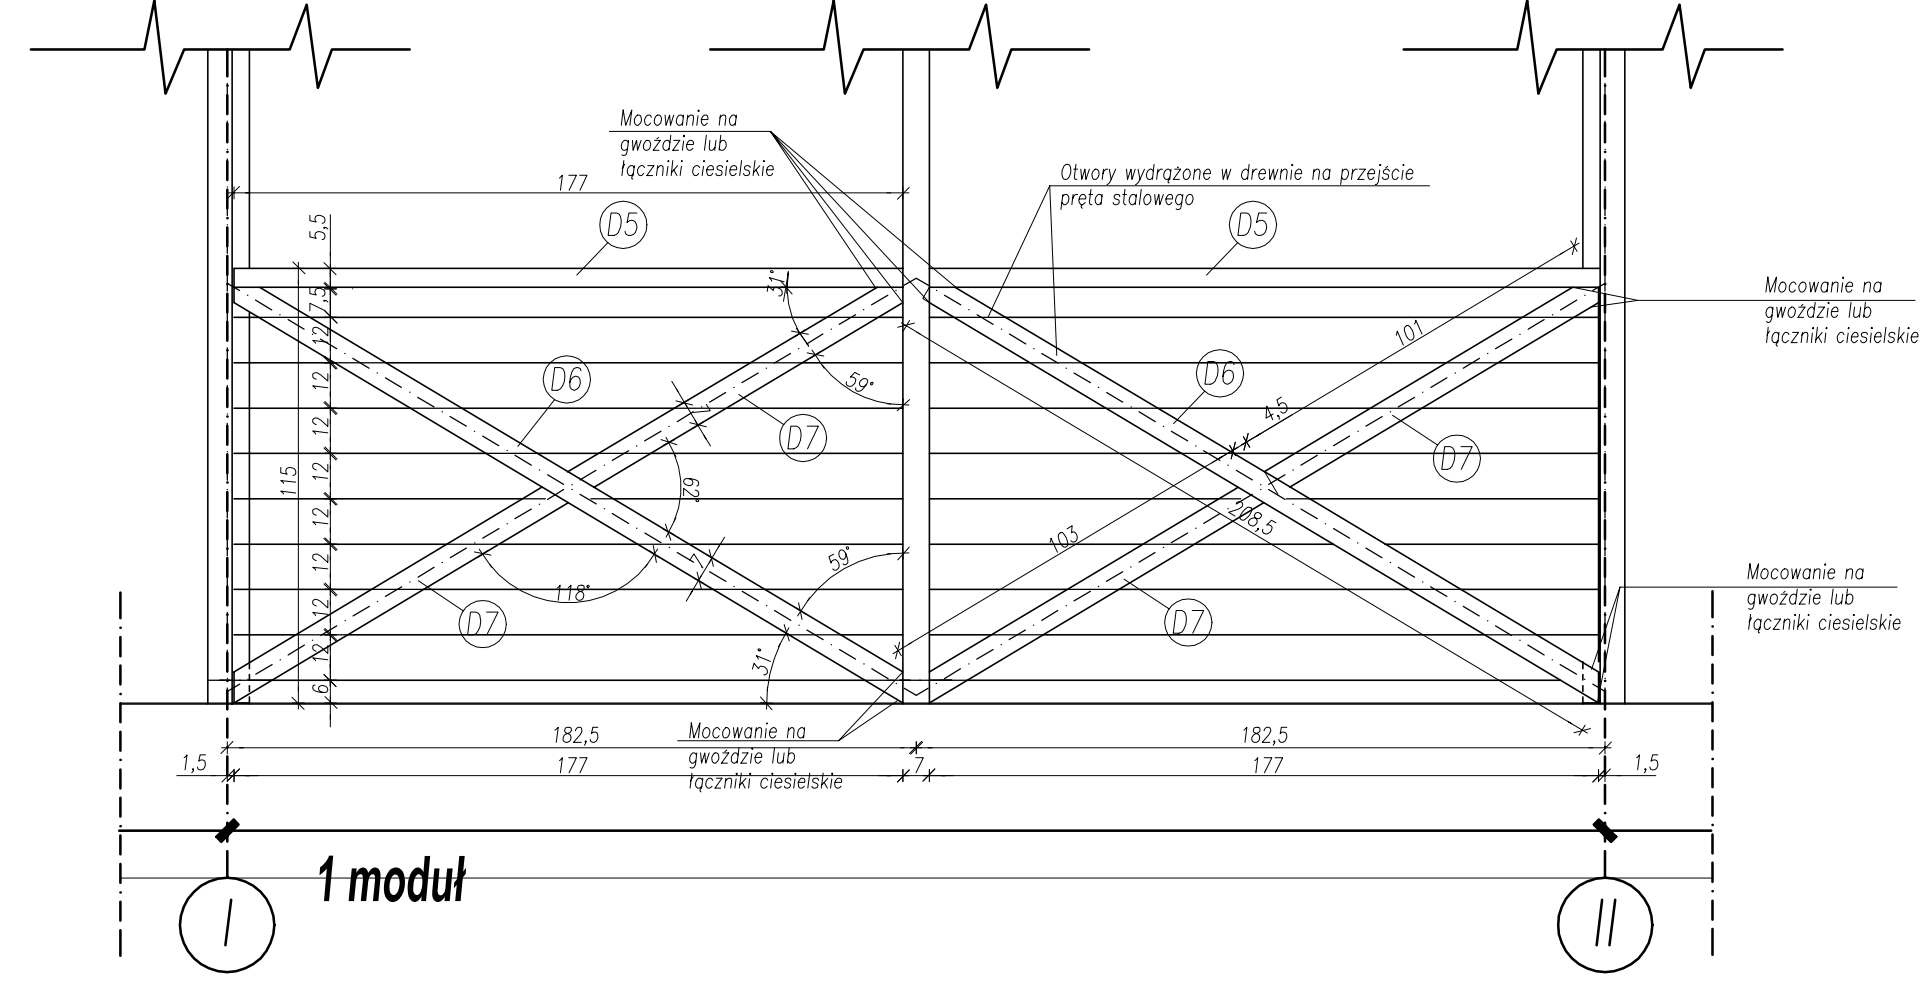 Mocowanie na
gwoździe lub
łączniki ciesielskie
Otwory wydrążone w drewnie na przejście
pręta stalowego
177
D5
D5
5,5
7,5
12
12
12
12
12
12
12
12
6
115
31°
59°
D6
D7
7
62°
118°
7
D7
59°
31°
101
4,5
D6
D7
103
208,5
D7
Mocowanie na
gwoździe lub
łączniki ciesielskie
Mocowanie na
gwoździe lub
łączniki ciesielskie
Mocowanie na
gwoździe lub
łączniki ciesielskie
182,5
182,5
1,5
177
7
177
1,5
1 moduł
I
II